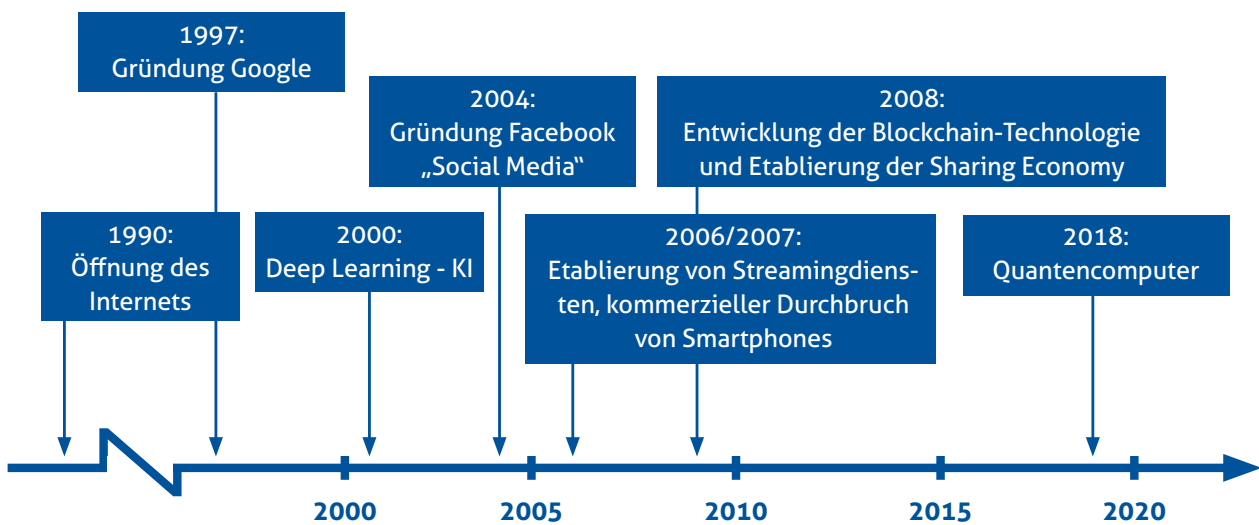 1997:
Gründung Google
2004:
Gründung Facebook
„Social Media“
2008:
Entwicklung der Blockchain-Technologie
und Etablierung der Sharing Economy
1990:
Öffnung des
Internets
2000:
Deep Learning - KI
2006/2007:
Etablierung von Streamingdiens-
ten, kommerzieller Durchbruch
von Smartphones
2018:
Quantencomputer
2000
2005
2010
2015
2020